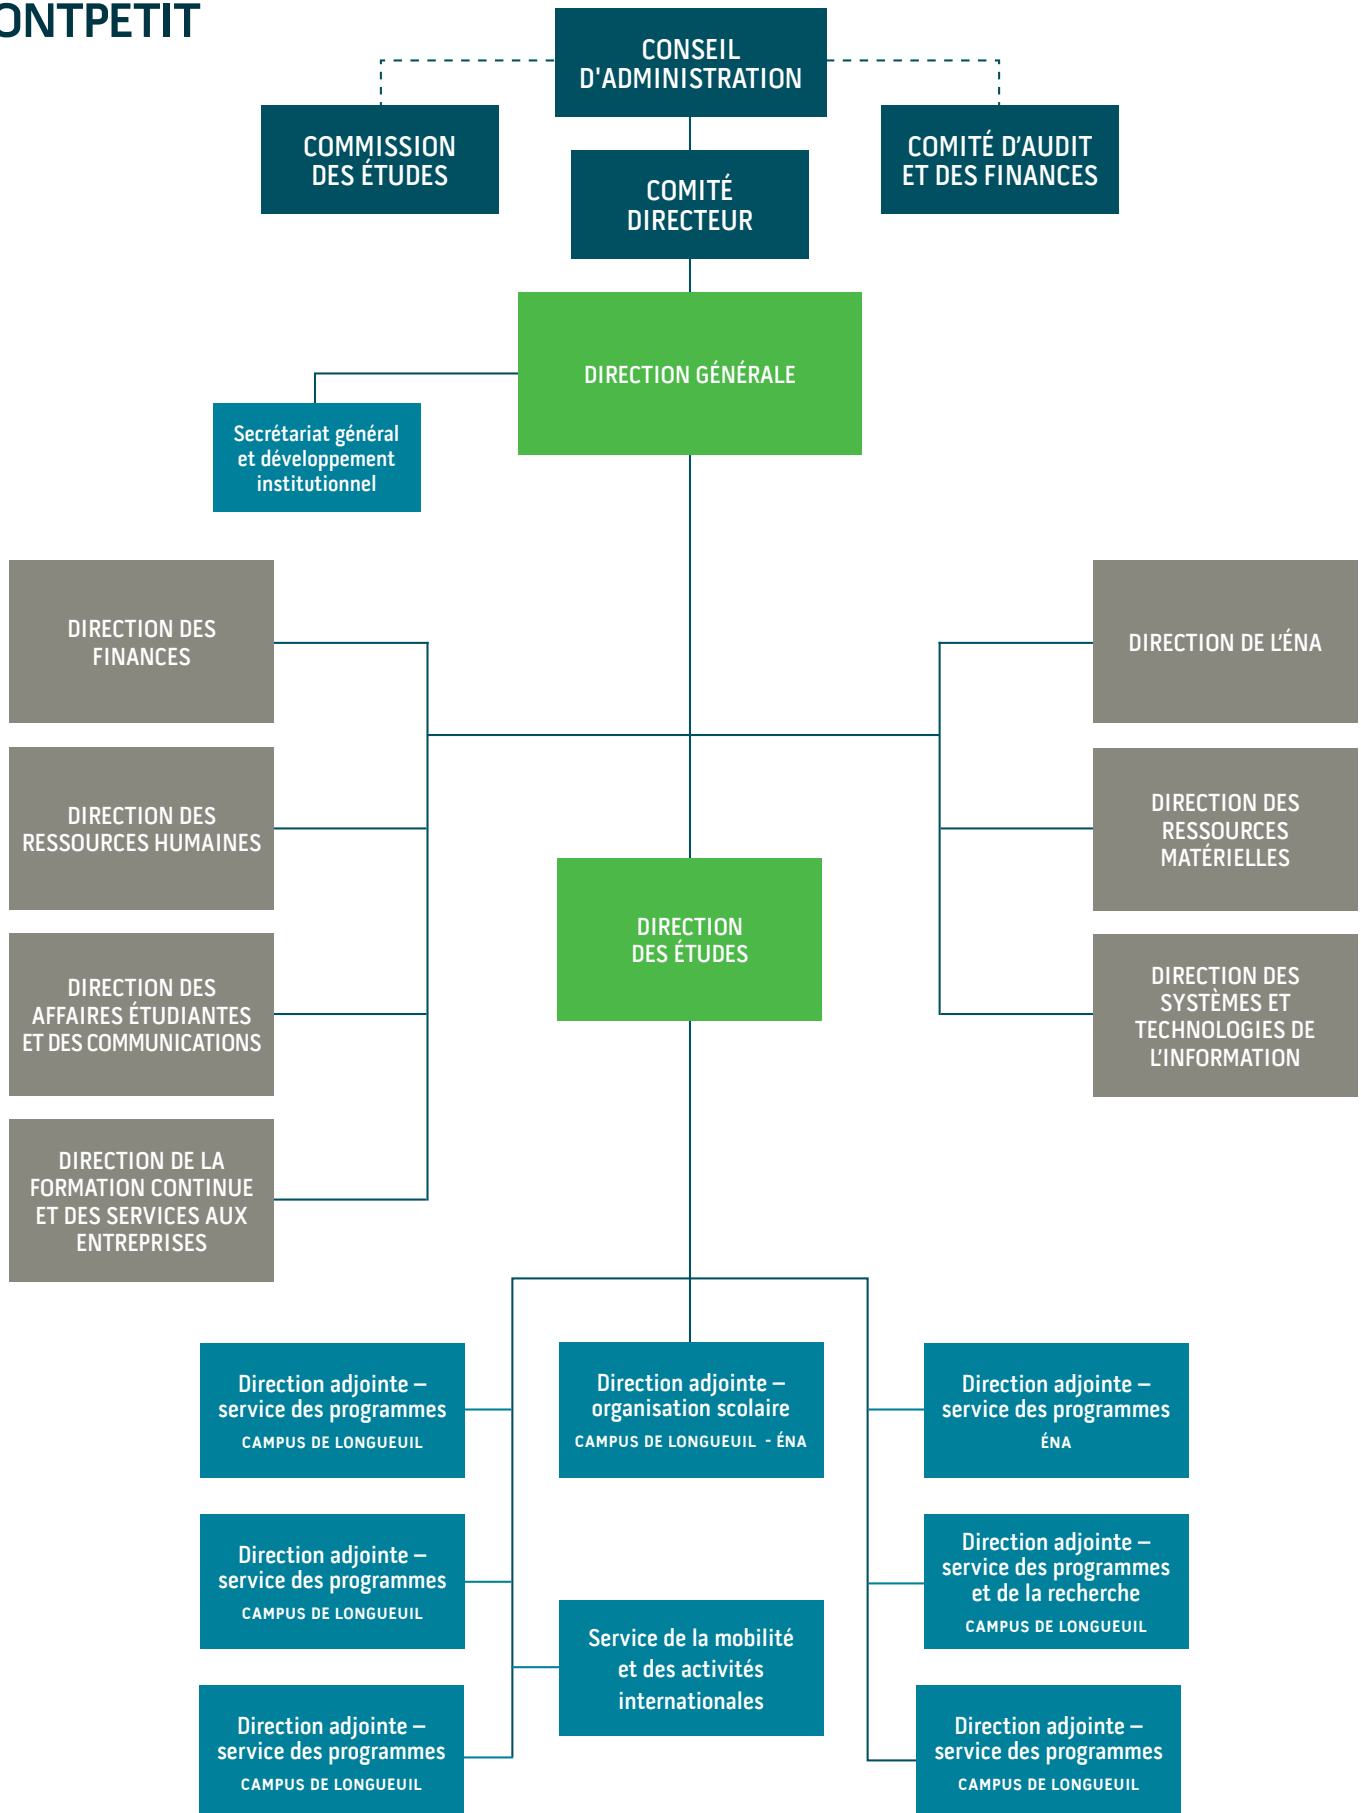 ONTPETIT
CONSEIL
D'ADMINISTRATION
COMMISSION
DES ÉTUDES
COMITÉ D’AUDIT
ET DES FINANCES
COMITÉ
DIRECTEUR
DIRECTION GÉNÉRALE
Secrétariat général
et développement
institutionnel
DIRECTION DES
FINANCES
DIRECTION DE L’ÉNA
DIRECTION DES
RESSOURCES HUMAINES
DIRECTION DES
RESSOURCES
MATÉRIELLES
DIRECTION
DES ÉTUDES
DIRECTION DES
AFFAIRES ÉTUDIANTES
ET DES COMMUNICATIONS
DIRECTION DES
SYSTÈMES ET
TECHNOLOGIES DE
L’INFORMATION
DIRECTION DE LA
FORMATION CONTINUE
ET DES SERVICES AUX
ENTREPRISES
Direction adjointe –
service des programmes
CAMPUS DE LONGUEUIL
Direction adjointe –
organisation scolaire
CAMPUS DE LONGUEUIL - ÉNA
Direction adjointe –
service des programmes
ÉNA
Direction adjointe –
service des programmes
CAMPUS DE LONGUEUIL
Direction adjointe –
service des programmes
et de la recherche
CAMPUS DE LONGUEUIL
Service de la mobilité
et des activités
internationales
Direction adjointe –
service des programmes
CAMPUS DE LONGUEUIL
Direction adjointe –
service des programmes
CAMPUS DE LONGUEUIL